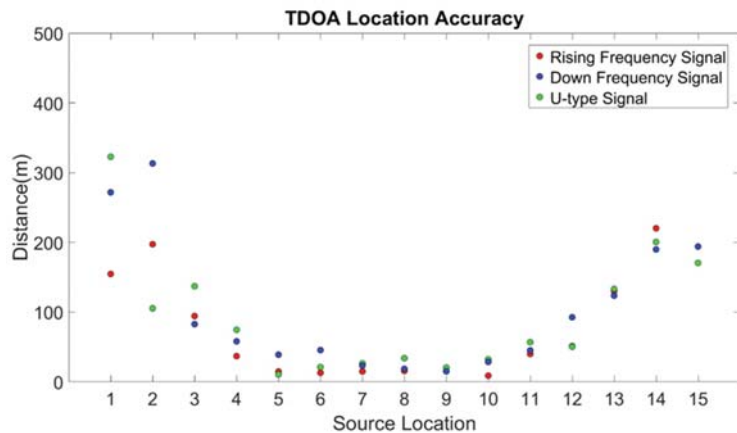 TDOA Location Accuracy
500
400
300
200
100
0
Distance(m)
Rising Frequency Signal
Down Frequency Signal
U-type Signal
1 2 3 4 5 6 7 8 9 10 11 12 13 14 15
Source Location